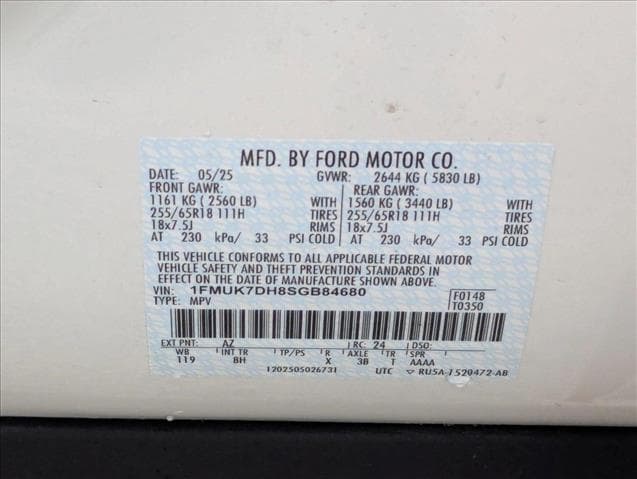 MFD. BY FORD MOTOR CO.
DATE: 05/25 GVWR: 2644 KG ( 5830 LB)
FRONT GAWR: REAR GAWR:
1161 KG ( 2560 LB) WITH 1560 KG ( 3440 LB) WITH
255/65R18 111H TIRES 255/65R18 111H TIRES
18x7.5J RIMS 18x7.5J RIMS
AT 230 kPa/ 33 PSI COLD AT 230 kPa/ 33 PSI COLD
THIS VEHICLE CONFORMS TO ALL APPLICABLE FEDERAL MOTOR
VEHICLE SAFETY AND THEFT PREVENTION STANDARDS IN
EFFECT ON THE DATE OF MANUFACTURE SHOWN ABOVE.
VIN: 1FMUK7DH8SGB84680 F0148
TYPE: MPV T0350
EXT PNT: AZ RC: 24 DSO:
WB INT TR TP/PS R AXLE TR SPR
119 8H X 3B T AAAA
1202505026731 UTC ▽ RU5A-1520472-AB